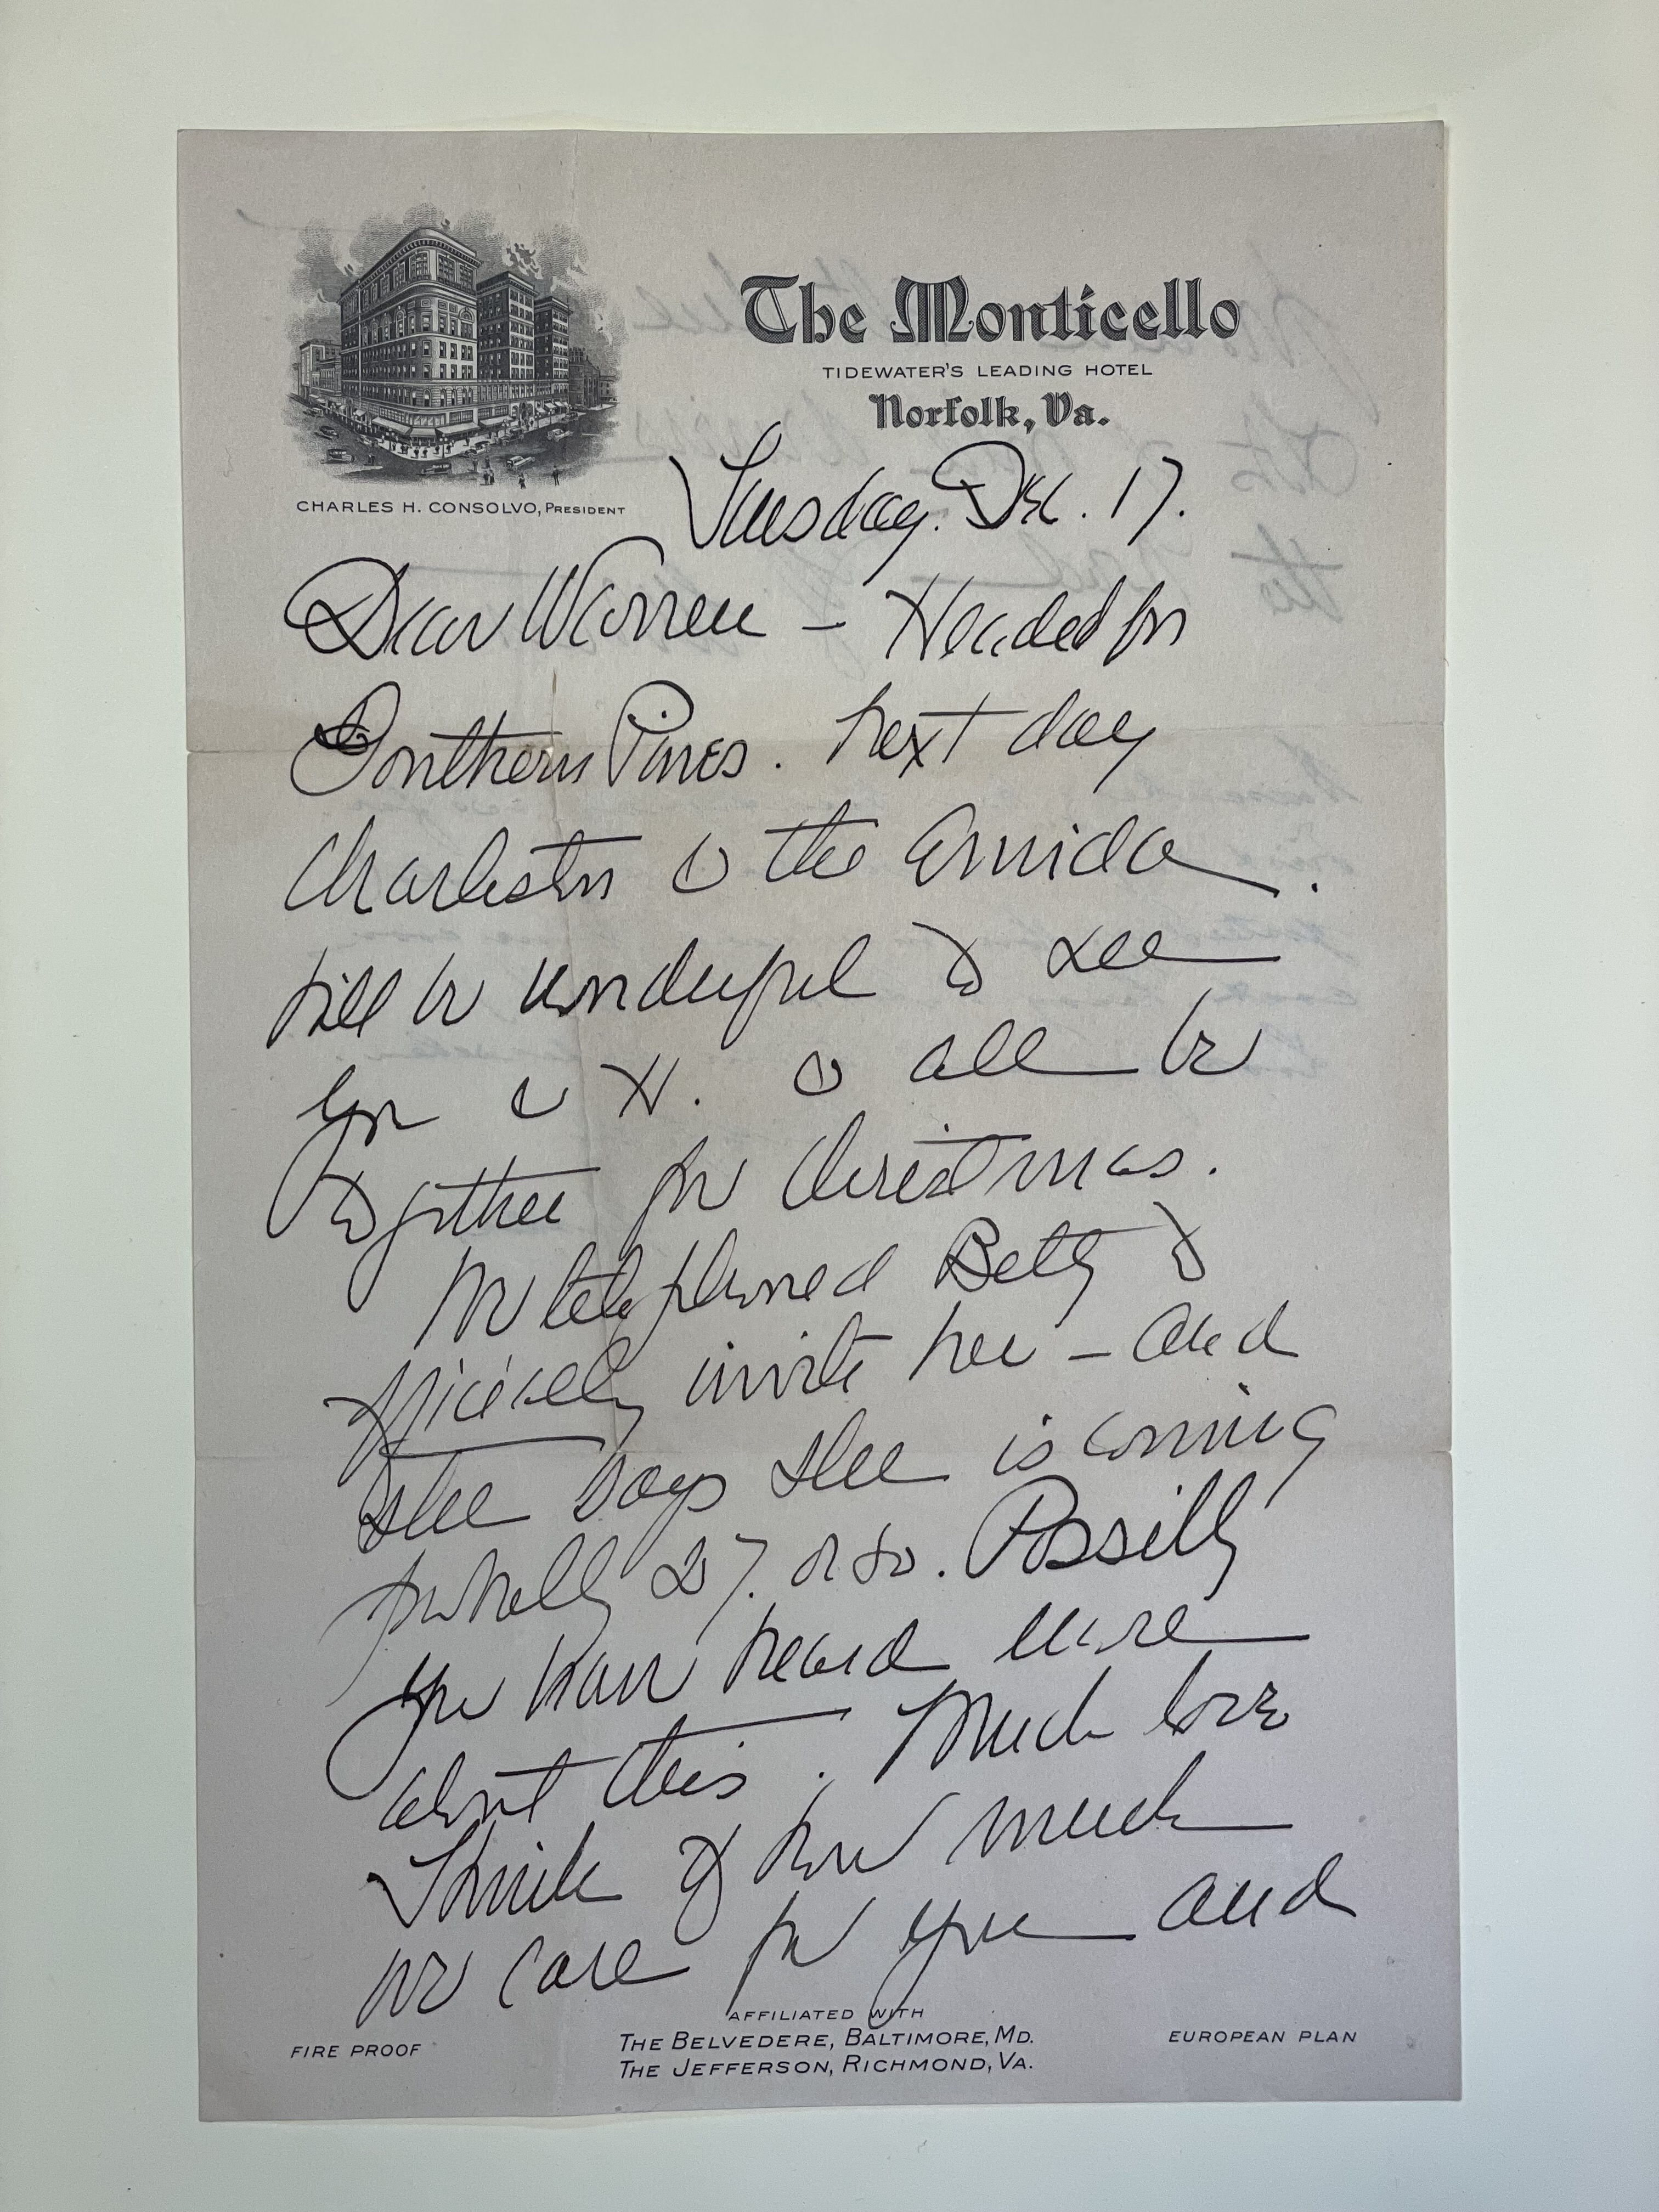 The Monticello
TIDEWATER'S LEADING HOTEL
Norfolk, Va.
CHARLES H. CONSOLVO, PRESIDENT
Tuesday. Dec. 17.
Dear Warren – Headed for
Southern Pines. Next day
Charleston & the
'Twill be wonderful to see
you & H. & all be
together for Christmas.
We telephoned Betty to
specially invite her – and
she says she is coming
probably 27. or so. Possibly
you have heard more
about this. Much love
Think of how much
we care for you and
FIRE PROOF
AFFILIATED WITH
THE BELVEDERE, BALTIMORE, MD.
THE JEFFERSON, RICHMOND, VA.
EUROPEAN PLAN